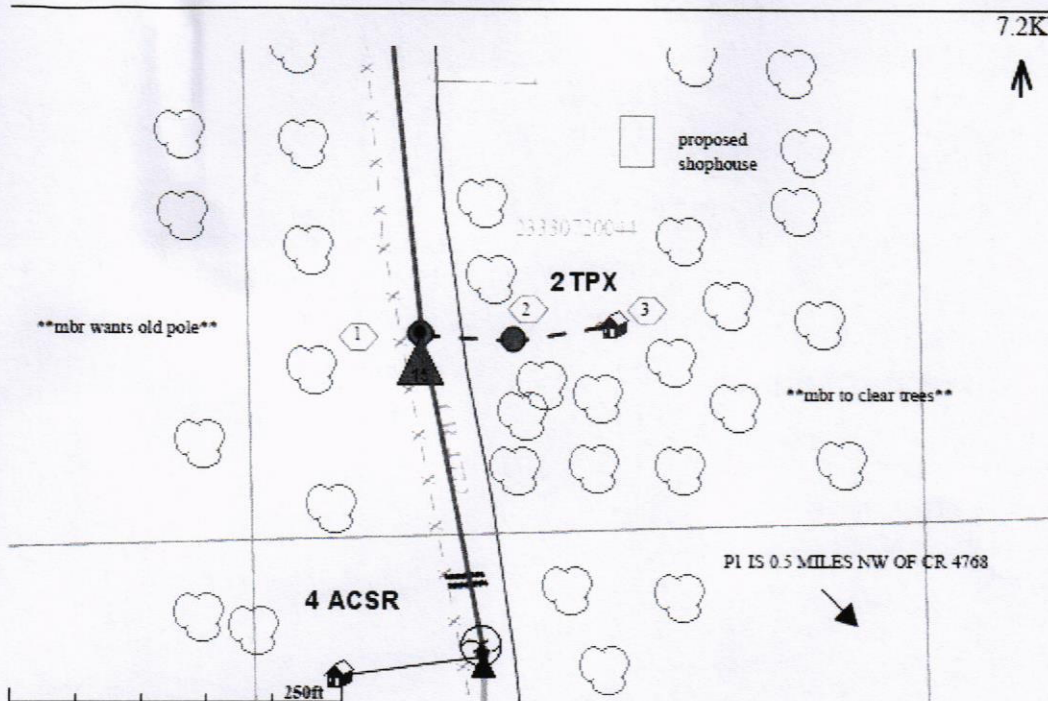 7.2K
proposed
shophouse
23330720044
2 TPX
1
2
3
**mbr wants old pole**
15
**mbr to clear trees**
P1 IS 0.5 MILES NW OF CR 4768
4 ACSR
250ft